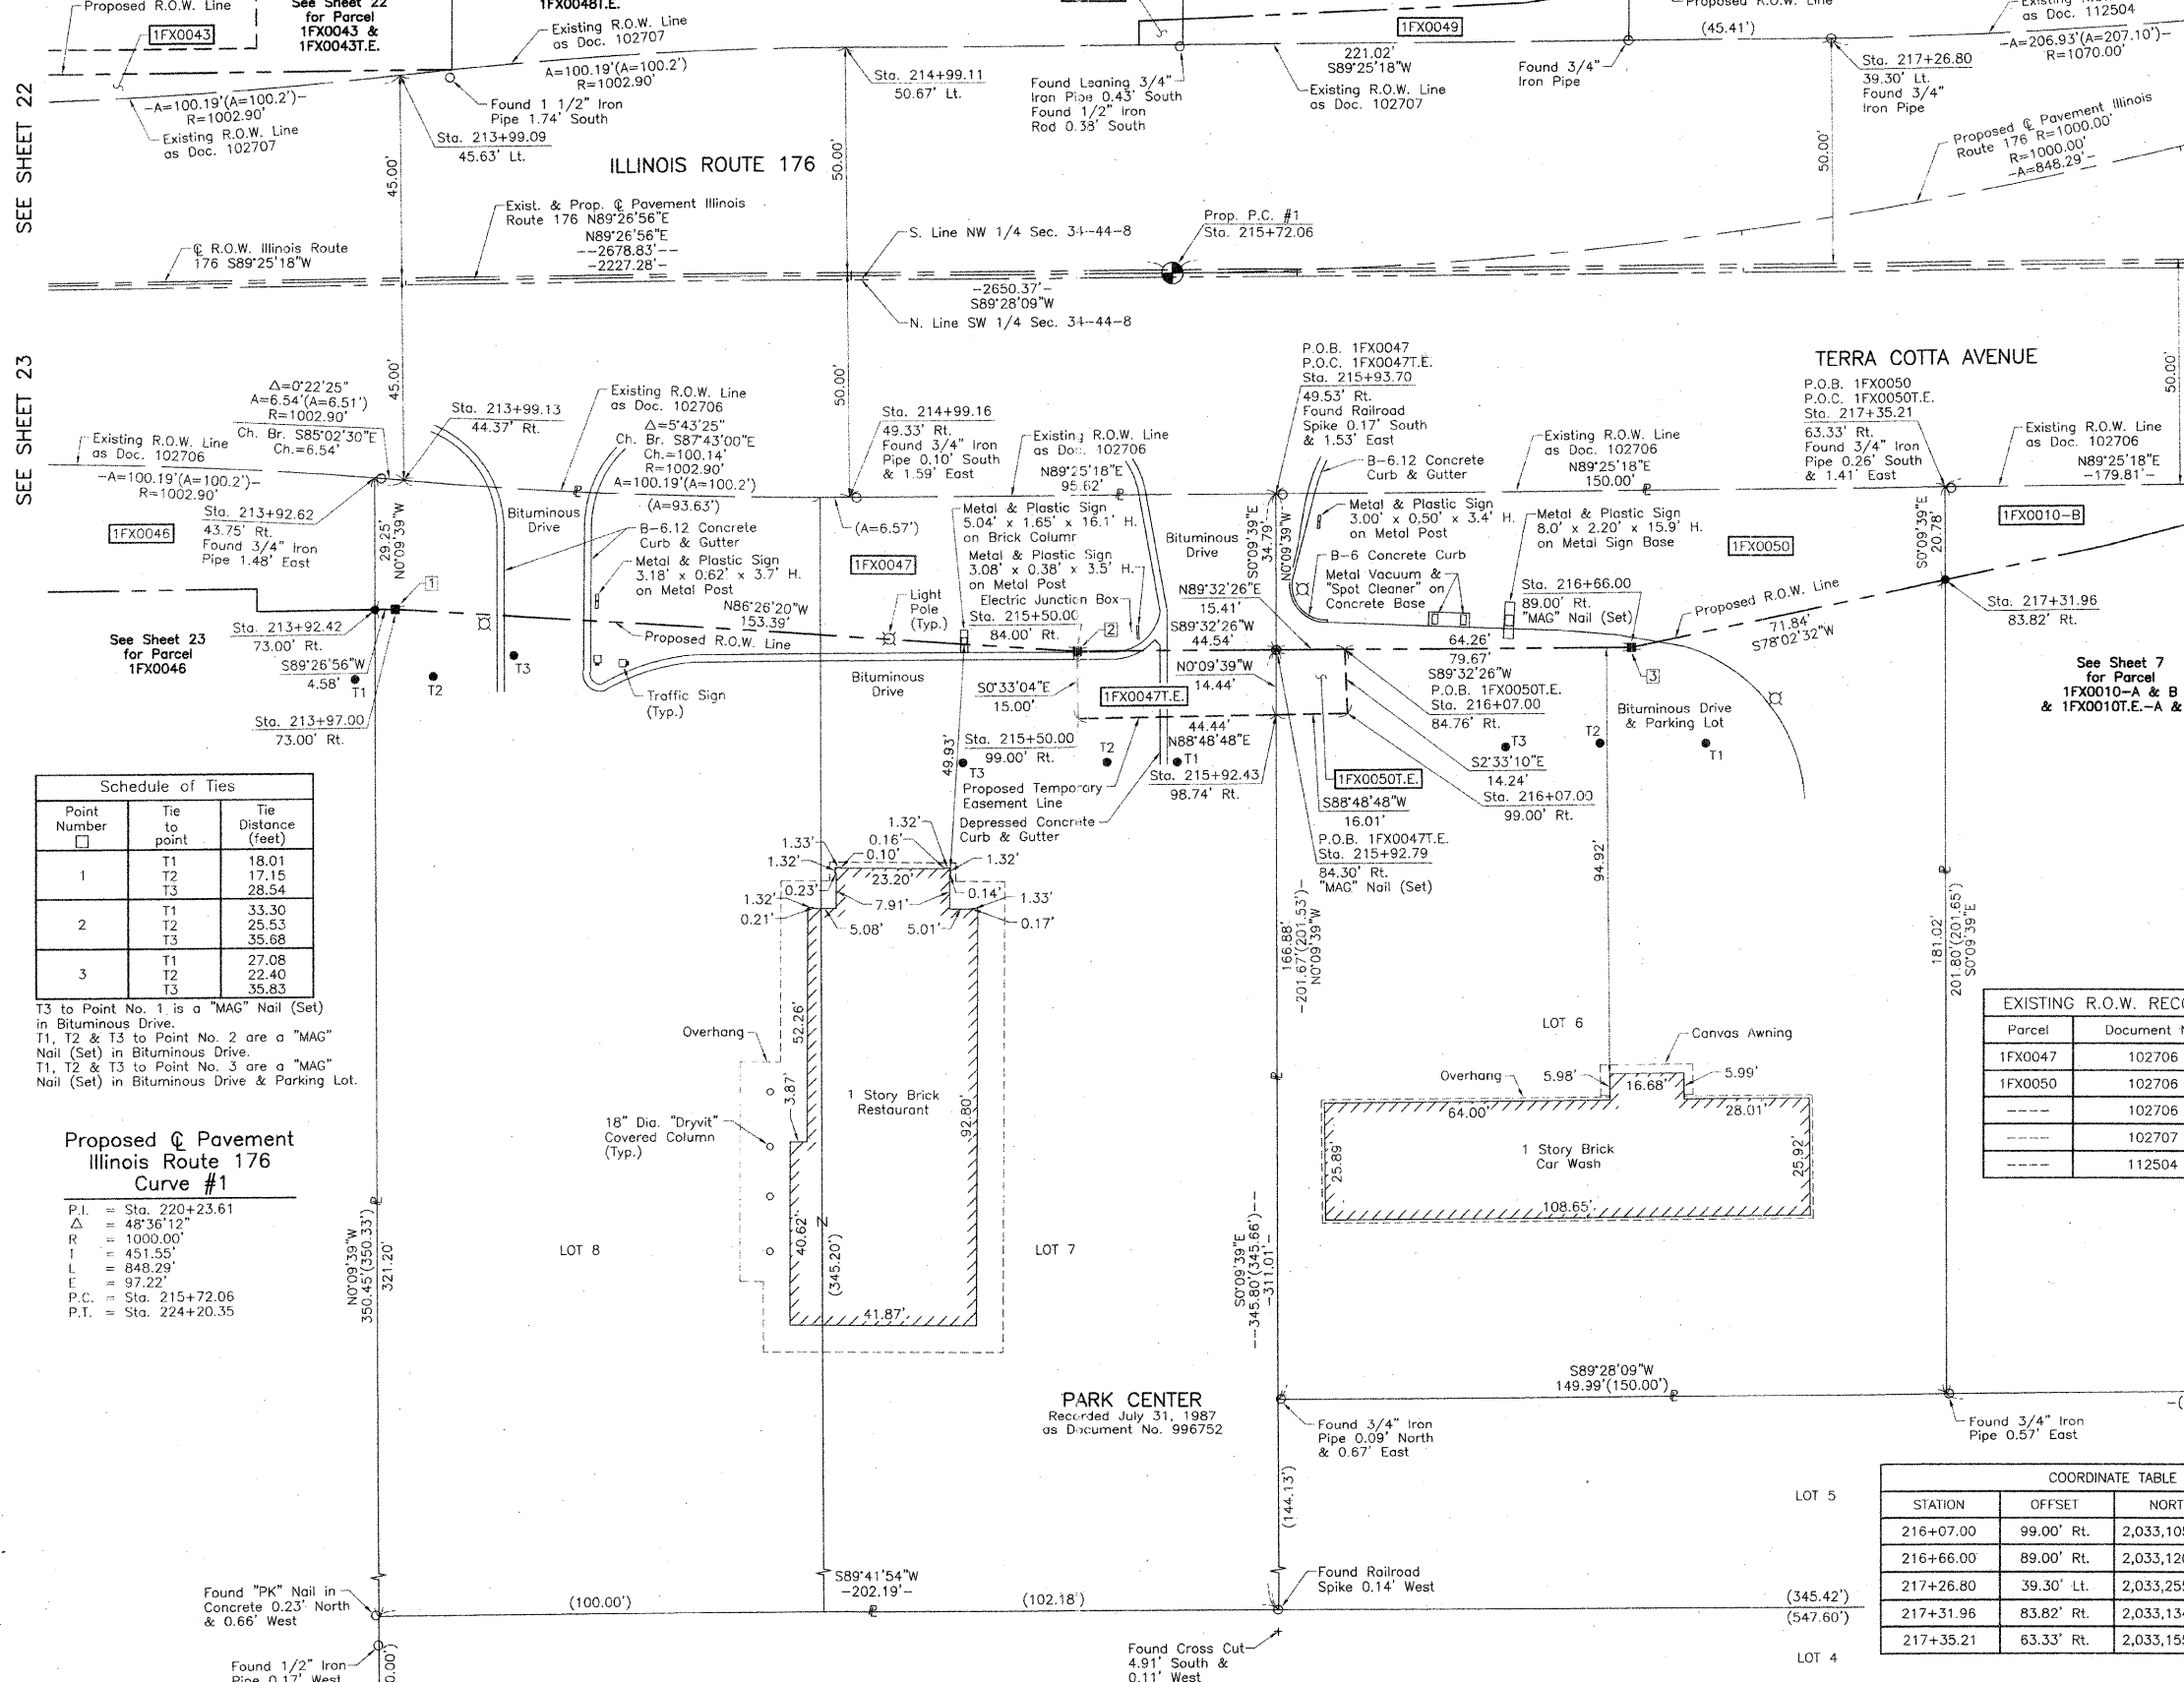 Proposed R.O.W. Line
1FX0043
See Sheet 22
for Parcel
1FX0043 &
1FX0043T.E.
1FX0048T.E.
Existing R.O.W. Line
as Doc. 102707
A=100.19'(A=100.2')
R=1002.90'
-A=100.19'(A=100.2')-
R=1002.90'
Existing R.O.W. Line
as Doc. 102707
Found 1 1/2" Iron
Pipe 1.74' South
Sta. 213+99.09
45.63' Lt.
Sta. 214+99.11
50.67' Lt.
Found Leaning 3/4"
Iron Pipe 0.43' South
Found 1/2" Iron
Rod 0.38' South
1FX0049
221.02'
S89°25'18"W
Existing R.O.W. Line
as Doc. 102707
Found 3/4"
Iron Pipe
Proposed R.O.W. Line
(45.41')
as Doc. 112504
-A=206.93'(A=207.10')-
R=1070.00'
Sta. 217+26.80
39.30' Lt.
Found 3/4"
Iron Pipe
Proposed ℄ Pavement Illinois
Route 176 R=1000.00'
R=1000.00'
-A=848.29'-
SEE SHEET 22
45.00'
50.00'
50.00'
ILLINOIS ROUTE 176
Exist. & Prop. ℄ Pavement Illinois
Route 176 N89°26'56"E
N89°26'56"E
--2678.83'--
-2227.28'-
℄ R.O.W. Illinois Route
176 S89°25'18"W
S. Line NW 1/4 Sec. 34-44-8
Prop. P.C. #1
Sta. 215+72.06
-2650.37'-
S89°28'09"W
N. Line SW 1/4 Sec. 34-44-8
SEE SHEET 23
45.00'
50.00'
50.00'
TERRA COTTA AVENUE
Δ=0°22'25"
A=6.54'(A=6.51')
R=1002.90'
Ch. Br. S85°02'30"E
Ch.=6.54'
Existing R.O.W. Line
as Doc. 102706
-A=100.19'(A=100.2')-
R=1002.90'
Sta. 213+99.13
44.37' Rt.
Existing R.O.W. Line
as Doc. 102706
Δ=5°43'25"
Ch. Br. S87°43'00"E
Ch.=100.14'
R=1002.90'
A=100.19'(A=100.2')
(A=93.63')
(A=6.57')
Sta. 214+99.16
49.33' Rt.
Found 3/4" Iron
Pipe 0.10' South
& 1.59' East
Existing R.O.W. Line
as Doc. 102706
N89°25'18"E
95.62'
P.O.B. 1FX0047
P.O.C. 1FX0047T.E.
Sta. 215+93.70
49.53' Rt.
Found Railroad
Spike 0.17' South
& 1.53' East
B-6.12 Concrete
Curb & Gutter
Existing R.O.W. Line
as Doc. 102706
N89°25'18"E
150.00'
P.O.B. 1FX0050
P.O.C. 1FX0050T.E.
Sta. 217+35.21
63.33' Rt.
Found 3/4" Iron
Pipe 0.26' South
& 1.41' East
Existing R.O.W. Line
as Doc. 102706
N89°25'18"E
-179.81'-
1FX0010-B
1FX0046
Sta. 213+92.62
43.75' Rt.
Found 3/4" Iron
Pipe 1.48' East
29.25'
N0°09'39"W
1
Bituminous
Drive
B-6.12 Concrete
Curb & Gutter
Metal & Plastic Sign
3.18' x 0.62' x 3.7' H.
on Metal Post
N86°26'20"W
153.39'
Proposed R.O.W. Line
1FX0047
Light
Pole
(Typ.)
Metal & Plastic Sign
5.04' x 1.65' x 16.1' H.
on Brick Column
Metal & Plastic Sign
3.08' x 0.38' x 3.5' H.
on Metal Post
Electric Junction Box
Sta. 215+50.00
84.00' Rt.
2
Bituminous
Drive
S0°09'39"E
34.79'
N0°09'39"W
N89°32'26"E
15.41'
S89°32'26"W
44.54'
Metal & Plastic Sign
3.00' x 0.50' x 3.4' H.
on Metal Post
B-6 Concrete Curb
Metal Vacuum &
"Spot Cleaner" on
Concrete Base
Metal & Plastic Sign
8.0' x 2.20' x 15.9' H.
on Metal Sign Base
1FX0050
Sta. 216+66.00
89.00' Rt.
"MAG" Nail (Set)
Proposed R.O.W. Line
71.84'
S78°02'32"W
S0°09'39"E
20.78'
Sta. 217+31.96
83.82' Rt.
See Sheet 23
for Parcel
1FX0046
Sta. 213+92.42
73.00' Rt.
S89°26'56"W
4.58'
T1
T2
T3
Sta. 213+97.00
73.00' Rt.
Traffic Sign
(Typ.)
Bituminous
Drive
S0°33'04"E
15.00'
1FX0047T.E.
N0°09'39"W
14.44'
64.26'
79.67'
S89°32'26"W
P.O.B. 1FX0050T.E.
Sta. 216+07.00
84.76' Rt.
3
Bituminous Drive
& Parking Lot
See Sheet 7
for Parcel
1FX0010-A & B
& 1FX0010T.E.-A &
49.93'
Sta. 215+50.00
99.00' Rt.
T3
T2
T1
44.44'
N88°48'48"E
Sta. 215+92.43
98.74' Rt.
Proposed Temporary
Easement Line
Depressed Concrete
Curb & Gutter
1FX0050T.E.
S88°48'48"W
16.01'
P.O.B. 1FX0047T.E.
Sta. 215+92.79
84.30' Rt.
"MAG" Nail (Set)
T3
T2
T1
S2°33'10"E
14.24'
Sta. 216+07.00
99.00' Rt.
94.92'
Schedule of Ties
Point Number □ Tie to point Tie Distance (feet)
1 T1 18.01
T2 17.15
T3 28.54
2 T1 33.30
T2 25.53
T3 35.68
3 T1 27.08
T2 22.40
T3 35.83
T3 to Point No. 1 is a "MAG" Nail (Set)
in Bituminous Drive.
T1, T2 & T3 to Point No. 2 are a "MAG"
Nail (Set) in Bituminous Drive.
T1, T2 & T3 to Point No. 3 are a "MAG"
Nail (Set) in Bituminous Drive & Parking Lot.
Proposed ℄ Pavement
Illinois Route 176
Curve #1
P.I. = Sta. 220+23.61
Δ = 48°36'12"
R = 1000.00'
T = 451.55'
L = 848.29'
E = 97.22'
P.C. = Sta. 215+72.06
P.T. = Sta. 224+20.35
1.33'
1.32'
0.16'
0.10'
1.32'
1.32'
23.20'
0.23'
0.14'
1.32'
7.91'
1.33'
0.21'
5.08'
5.01'
0.17'
52.26'
Overhang
3.87'
1 Story Brick
Restaurant
92.80'
18" Dia. "Dryvit"
Covered Column
(Typ.)
40.62'
(345.20')
41.87'
LOT 8
LOT 7
N0°09'39"W
350.45'(350.33')
321.20'
166.88'
-201.67'(201.53')-
N0°09'39"W
S0°09'39"E
---345.80'(345.66')---
-311.01'-
181.02'
201.80'(201.65')
S0°09'39"E
LOT 6
Canvas Awning
Overhang
5.98'
16.68'
5.99'
64.00'
28.01'
1 Story Brick
Car Wash
25.89'
25.92'
108.65'
EXISTING R.O.W. REC
Parcel Document
1FX0047 102706
1FX0050 102706
---- 102706
---- 102707
---- 112504
S89°28'09"W
149.99'(150.00')
PARK CENTER
Recorded July 31, 1987
as Document No. 996752
Found 3/4" Iron
Pipe 0.09' North
& 0.67' East
Found 3/4" Iron
Pipe 0.57' East
(144.13')
LOT 5
COORDINATE TABLE
STATION OFFSET NORT
216+07.00 99.00' Rt. 2,033,10
216+66.00 89.00' Rt. 2,033,12
217+26.80 39.30' Lt. 2,033,25
217+31.96 83.82' Rt. 2,033,13
217+35.21 63.33' Rt. 2,033,15
Found "PK" Nail in
Concrete 0.23' North
& 0.66' West
(100.00')
S89°41'54"W
-202.19'-
(102.18')
Found Railroad
Spike 0.14' West
(345.42')
(547.60')
Found 1/2" Iron
Pipe 0.17' West
Found Cross Cut
4.91' South &
0.11' West
LOT 4